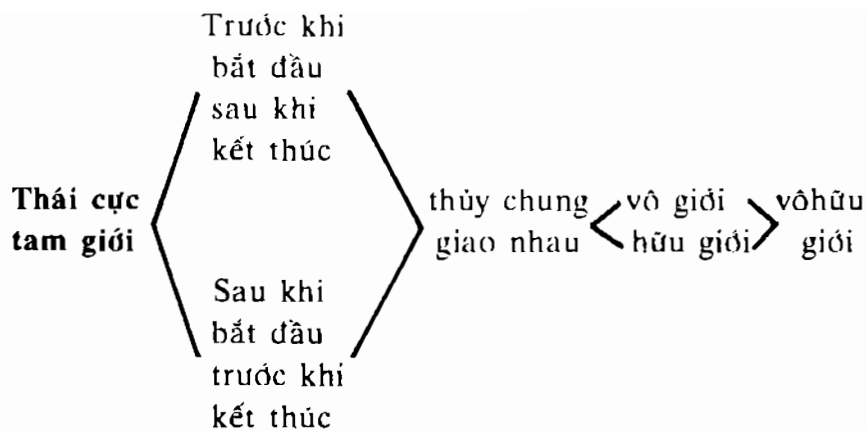 Trước khi
bắt đầu
sau khi
kết thúc
Thái cực
tam giới
thủy chung
giao nhau
vô giới
hữu giới
vôhữu
giới
Sau khi
bắt đầu
trước khi
kết thúc